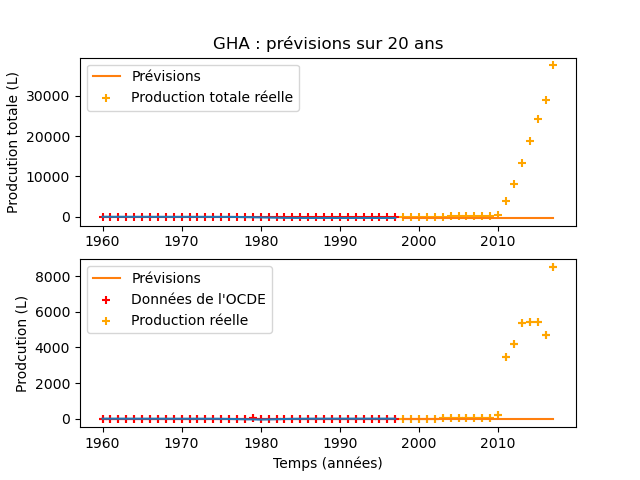 GHA : prévisions sur 20 ans
Prodcution totale (L)
Prévisions
Production totale réelle
30000
20000
10000
0
1960 1970 1980 1990 2000 2010
Prodcution (L)
Prévisions
Données de l'OCDE
Production réelle
8000
6000
4000
2000
0
1960 1970 1980 1990 2000 2010
Temps (années)